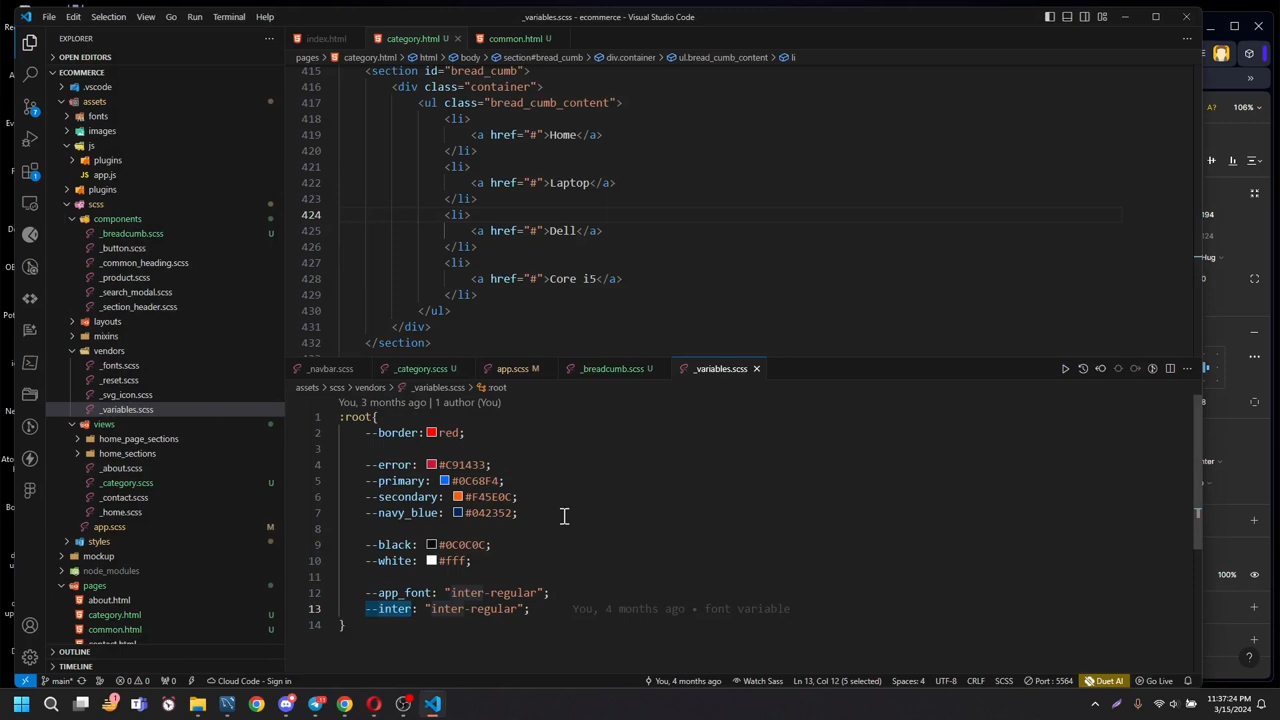 File Edit Selection View Go Run Terminal Help
_variables.scss - ecommerce - Visual Studio Code
EXPLORER
OPEN EDITORS
ECOMMERCE
.vscode
assets
fonts
images
js
plugins
app.js
plugins
scss
components
_breadcumb.scss U
_button.scss
_common_heading.scss
_product.scss
_search_modal.scss
_section_header.scss
layouts
mixins
vendors
_fonts.scss
_reset.scss
_svg_icon.scss
_variables.scss
views
home_page_sections
home_sections
_about.scss
_category.scss U
_contact.scss
_home.scss
app.scss M
styles
mockup
node_modules
pages
about.html
category.html U
common.html U
OUTLINE
TIMELINE
index.html category.html U common.html U
pages category.html html body section#bread_cumb div.container ul.bread_cumb_content li
415 <section id="bread_cumb">
416 <div class="container">
417 <ul class="bread_cumb_content">
418 <li>
419 <a href="#">Home</a>
420 </li>
421 <li>
422 <a href="#">Laptop</a>
423 </li>
424 <li>
425 <a href="#">Dell</a>
426 </li>
427 <li>
428 <a href="#">Core i5</a>
429 </li>
430 </ul>
431 </div>
432 </section>
_navbar.scss _category.scss U app.scss M _breadcumb.scss U _variables.scss
assets scss vendors _variables.scss :root
You, 3 months ago | 1 author (You)
1 :root{
2 --border: red;
3
4 --error: #C91433;
5 --primary: #0C68F4;
6 --secondary: #F45E0C;
7 --navy_blue: #042352;
8
9 --black: #0C0C0C;
10 --white: #fff;
11
12 --app_font: "inter-regular";
13 --inter: "inter-regular"; You, 4 months ago • font variable
14 }
7
1
A? 106%
194
124
Hug
100%
main* 0 0 0 Cloud Code - Sign in You, 4 months ago Watch Sass Ln 13, Col 12 (5 selected) Spaces: 4 UTF-8 CRLF SCSS Port : 5564 Duet AI Go Live
11:37:24 PM
3/15/2024